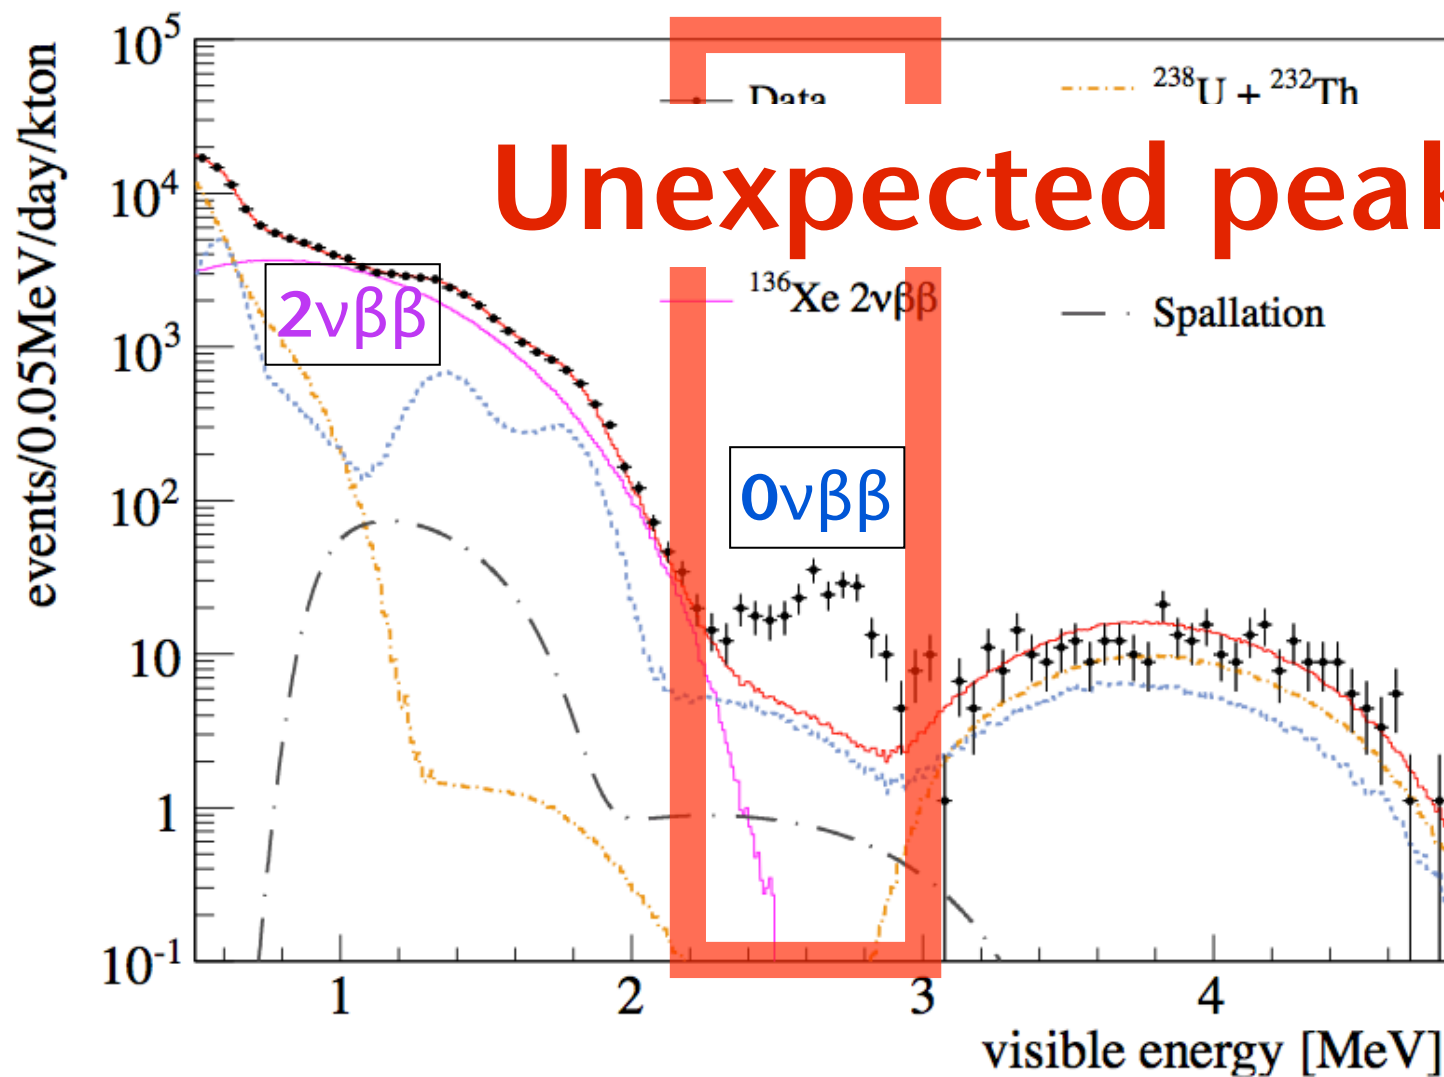 events/0.05MeV/day/kton
10⁵
10⁴
10³
10²
10
1
10⁻¹
Data
²³⁸U + ²³²Th
Unexpected peak
¹³⁶Xe 2νββ
Spallation
2νββ
0νββ
1 2 3 4
visible energy [MeV]